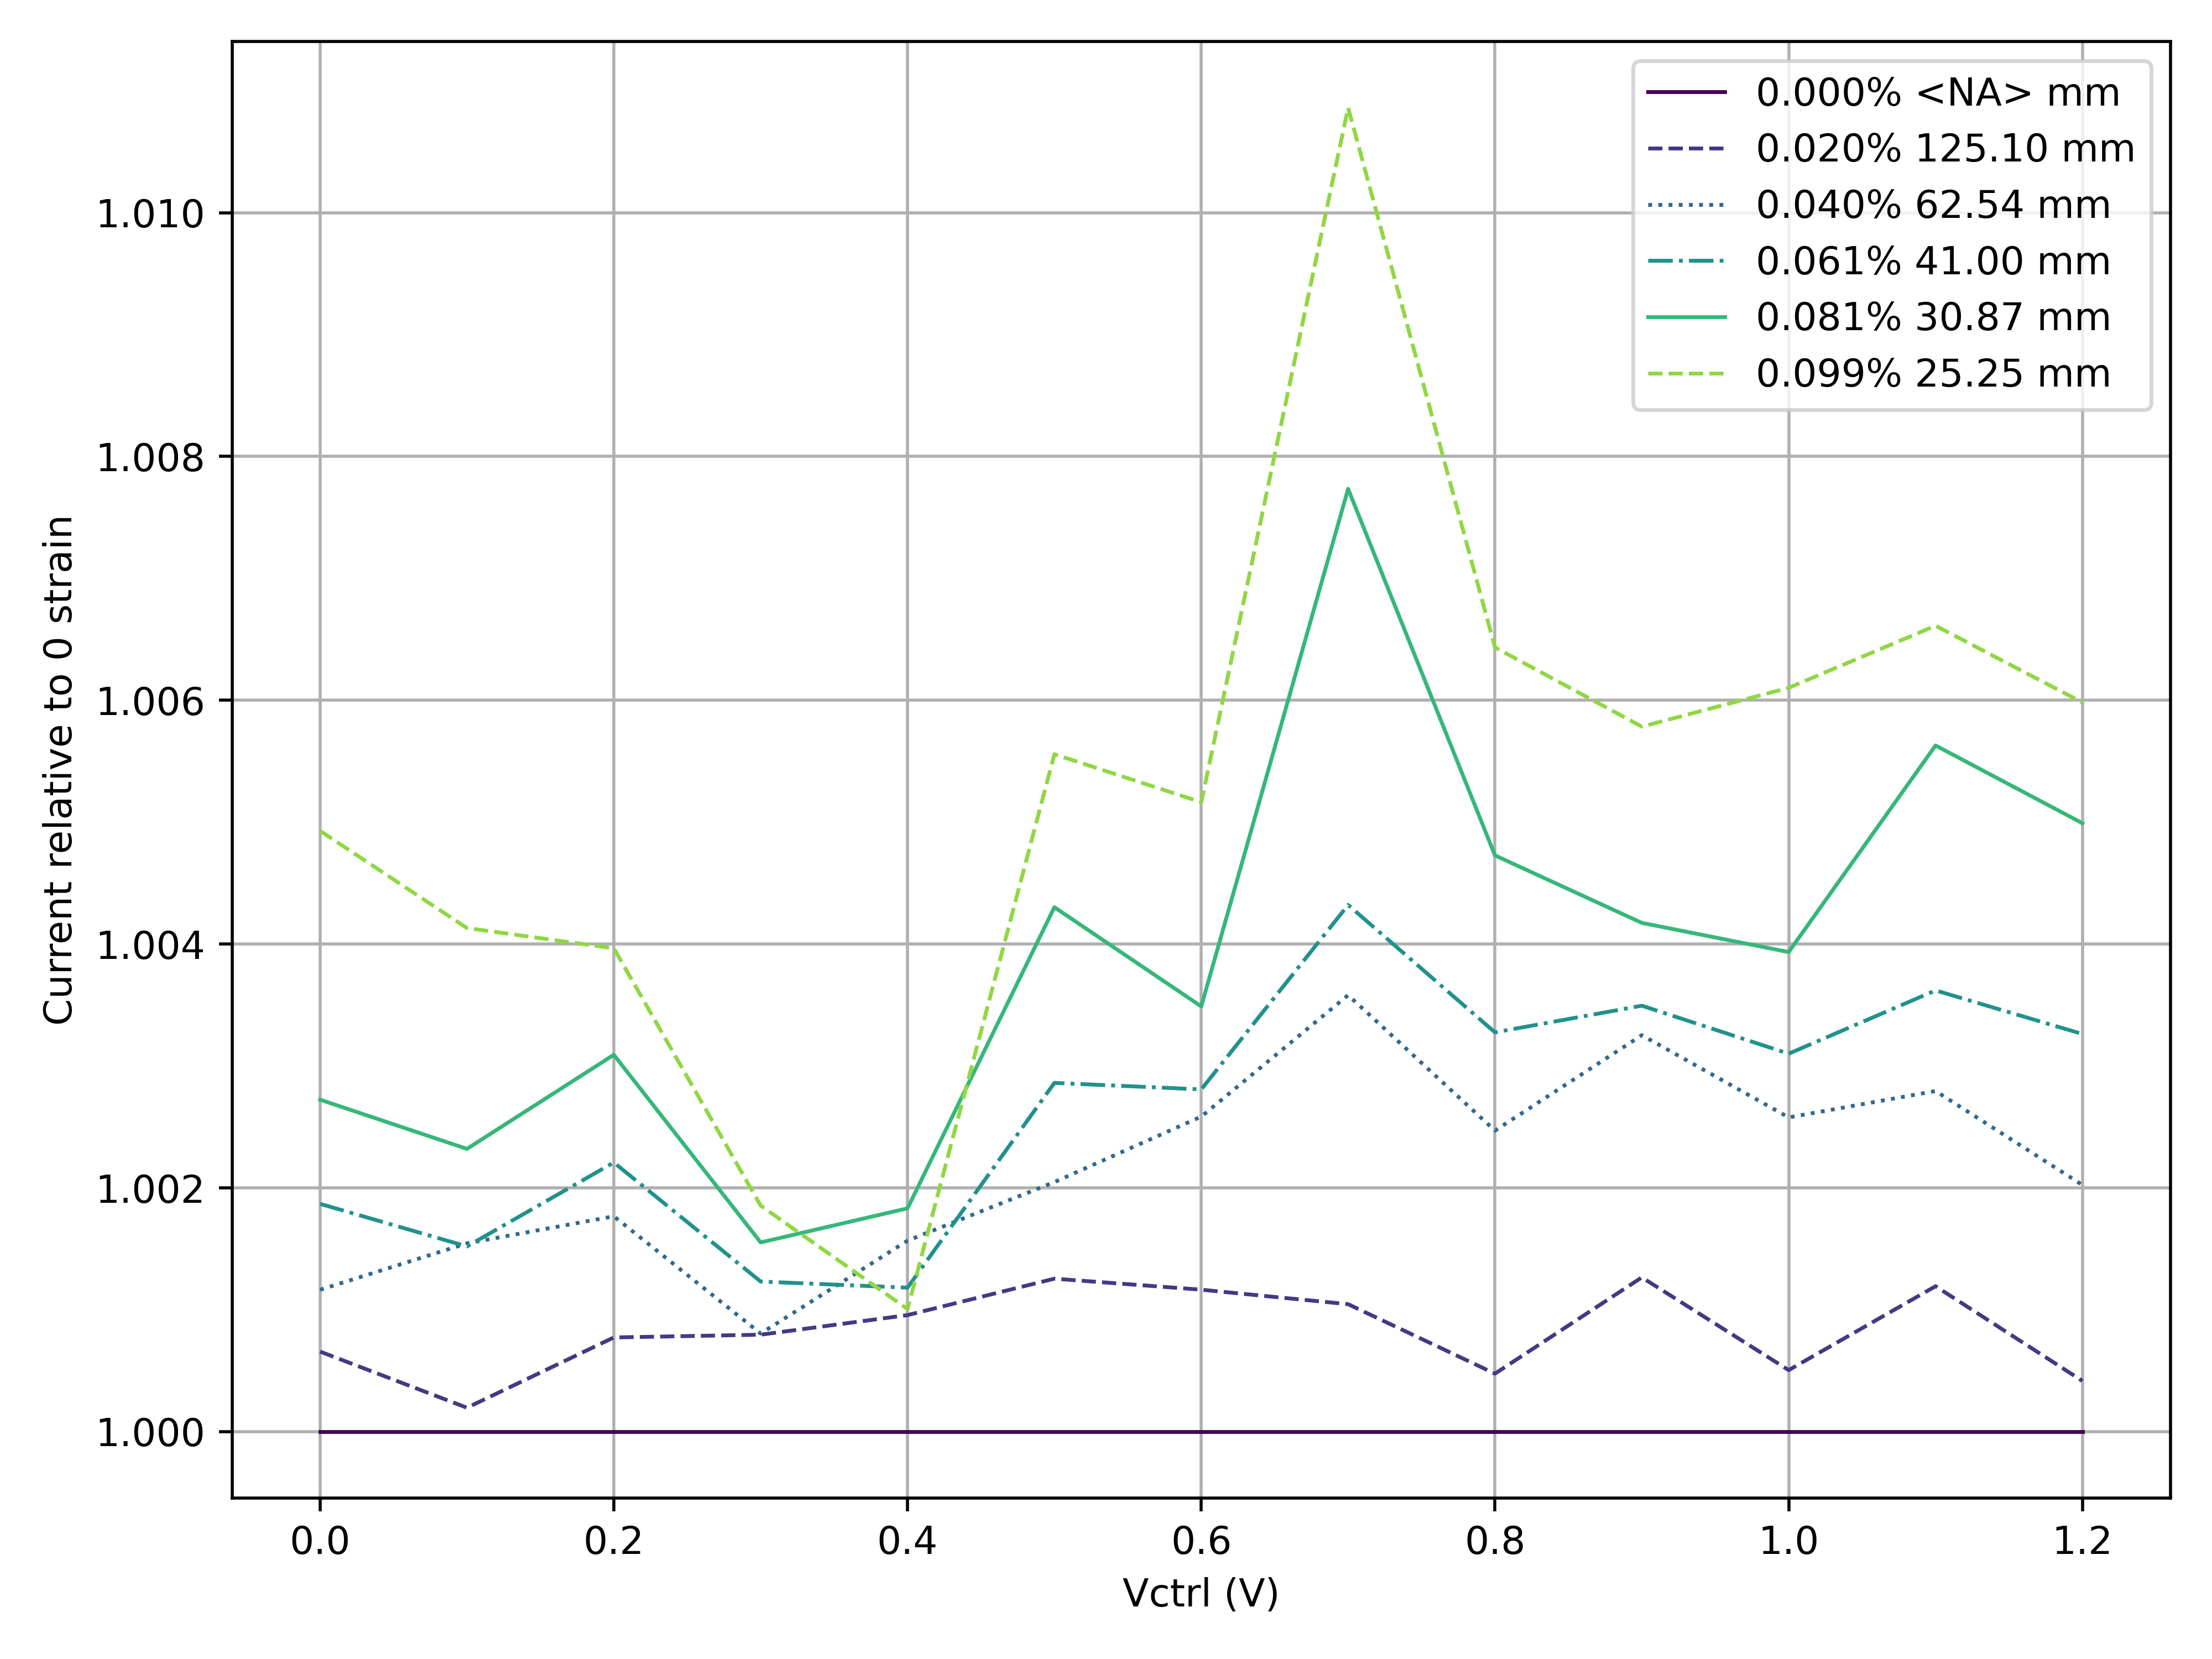 0.000% <NA> mm
0.020% 125.10 mm
0.040% 62.54 mm
0.061% 41.00 mm
0.081% 30.87 mm
0.099% 25.25 mm
1.010
1.008
1.006
1.004
1.002
1.000
Current relative to 0 strain
0.0 0.2 0.4 0.6 0.8 1.0 1.2
Vctrl (V)